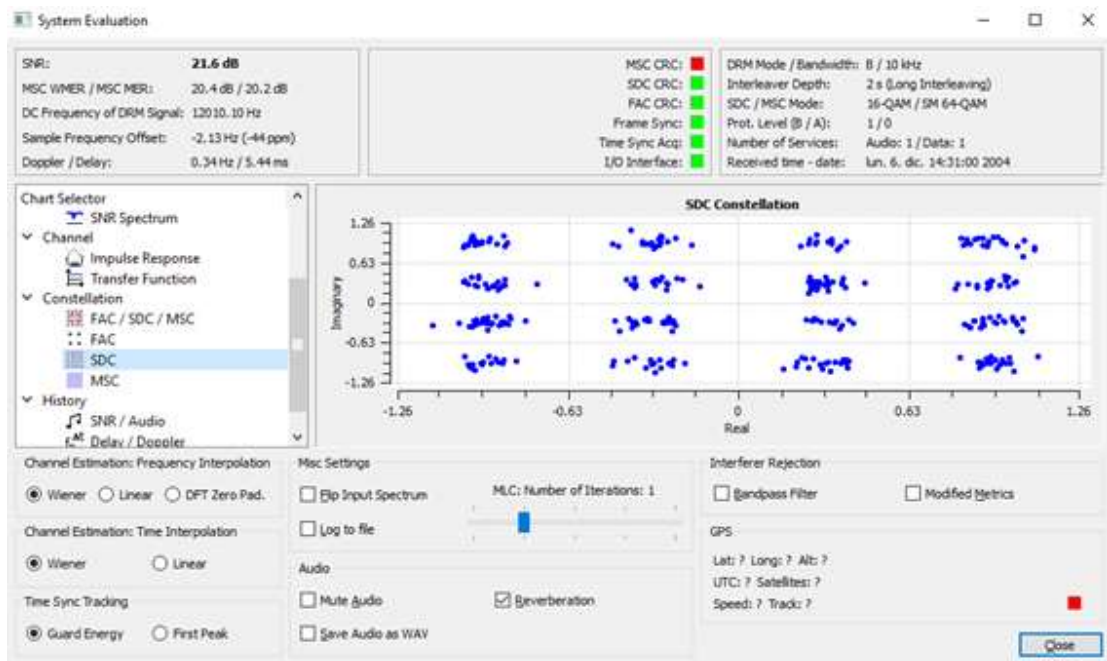 System Evaluation
SNR: 21.6 dB
MSC WMER / MSC MER: 20.4 dB / 20.2 dB
DC Frequency of DRM Signal: 12010.10 Hz
Sample Frequency Offset: -2.13 Hz (-44 ppm)
Doppler / Delay: 0.34 Hz / 5.44 ms
MSC CRC:
SDC CRC:
FAC CRC:
Frame Sync:
Time Sync Acq:
I/O Interface:
DRM Mode / Bandwidth: B / 10 kHz
Interleaver Depth: 2 s (Long Interleaving)
SDC / MSC Mode: 16-QAM / SM 64-QAM
Prot. Level (B / A): 1 / 0
Number of Services: Audio: 1 / Data: 1
Received time - date: lun. 6. dic. 14:31:00 2004
Chart Selector
SNR Spectrum
Channel
Impulse Response
Transfer Function
Constellation
FAC / SDC / MSC
FAC
SDC
MSC
History
SNR / Audio
Delay / Doppler
SDC Constellation
1.26
0.63
0
-0.63
-1.26
Imaginary
-1.26 -0.63 0 0.63 1.26
Real
Channel Estimation: Frequency Interpolation
Wiener Linear DFT Zero Pad.
Channel Estimation: Time Interpolation
Wiener Linear
Time Sync Tracking
Guard Energy First Peak
Misc Settings
Flip Input Spectrum MLC: Number of Iterations: 1
Log to file
Audio
Mute Audio Reverberation
Save Audio as WAV
Interferer Rejection
Bandpass Filter Modified Metrics
GPS
Lat: ? Long: ? Alt: ?
UTC: ? Satellites: ?
Speed: ? Track: ?
Close